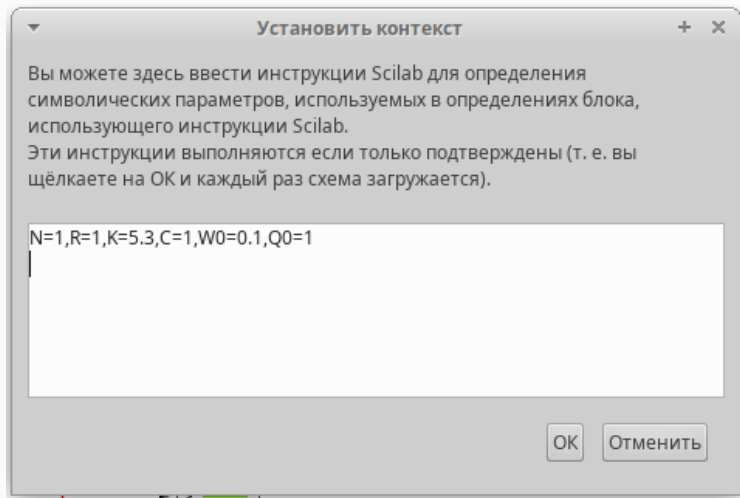 Установить контекст
Вы можете здесь ввести инструкции Scilab для определения
символических параметров, используемых в определениях блока,
использующего инструкции Scilab.
Эти инструкции выполняются если только подтверждены (т. е. вы
щёлкаете на ОК и каждый раз схема загружается).
N=1,R=1,K=5.3,C=1,W0=0.1,Q0=1
ОК Отменить